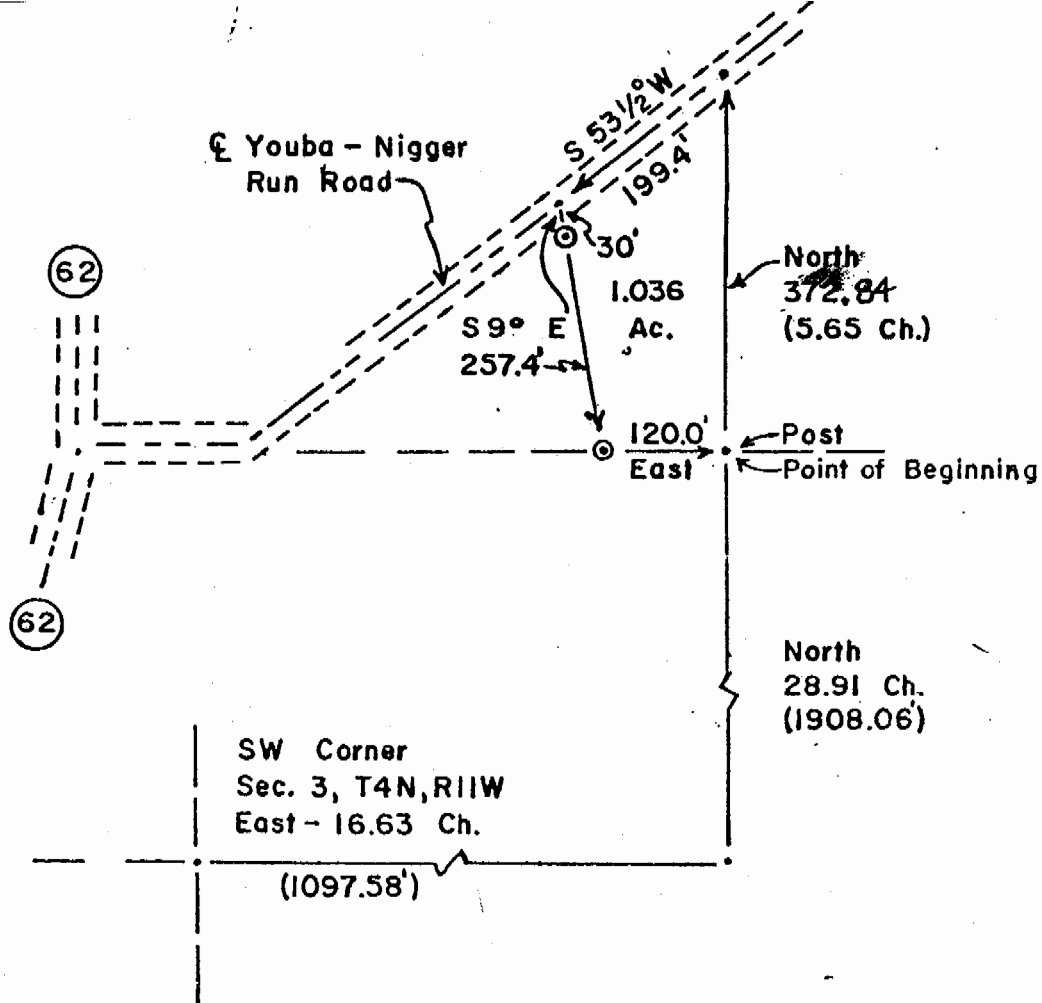 S 53½° W
199.4'
℄ Youba - Nigger
Run Road
30'
62
North
372.84
(5.65 Ch.)
1.036
Ac.
S 9° E
257.4'
120.0'
East
Post
Point of Beginning
62
North
28.91 Ch.
(1908.06')
SW Corner
Sec. 3, T4N, R11W
East - 16.63 Ch.
(1097.58')